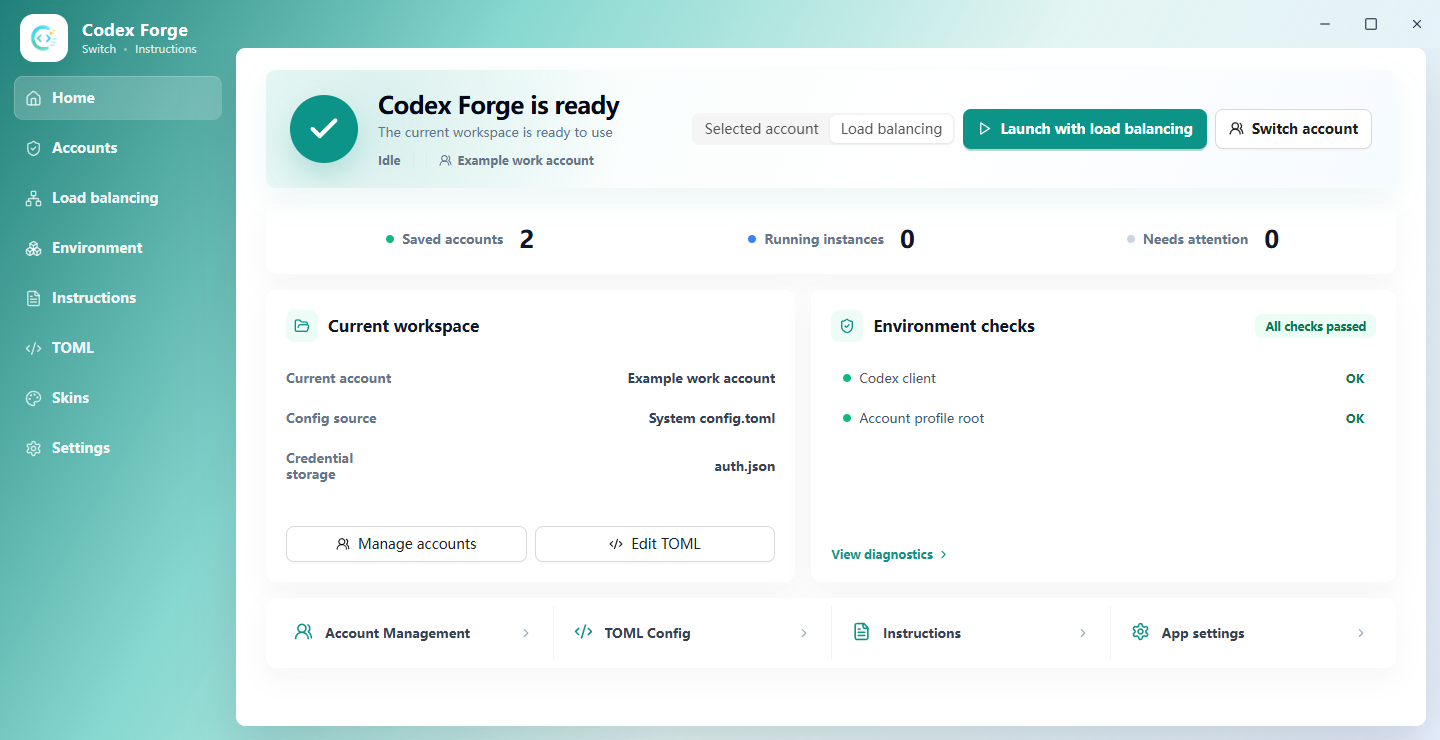 Codex Forge
Switch • Instructions
Home
Accounts
Load balancing
Environment
Instructions
TOML
Skins
Settings
Codex Forge is ready
The current workspace is ready to use
Idle
Example work account
Selected account
Load balancing
Launch with load balancing
Switch account
Saved accounts 2
Running instances 0
Needs attention 0
Current workspace
Current account
Example work account
Config source
System config.toml
Credential
storage
auth.json
Manage accounts
Edit TOML
Environment checks
All checks passed
Codex client
OK
Account profile root
OK
View diagnostics
Account Management
TOML Config
Instructions
App settings